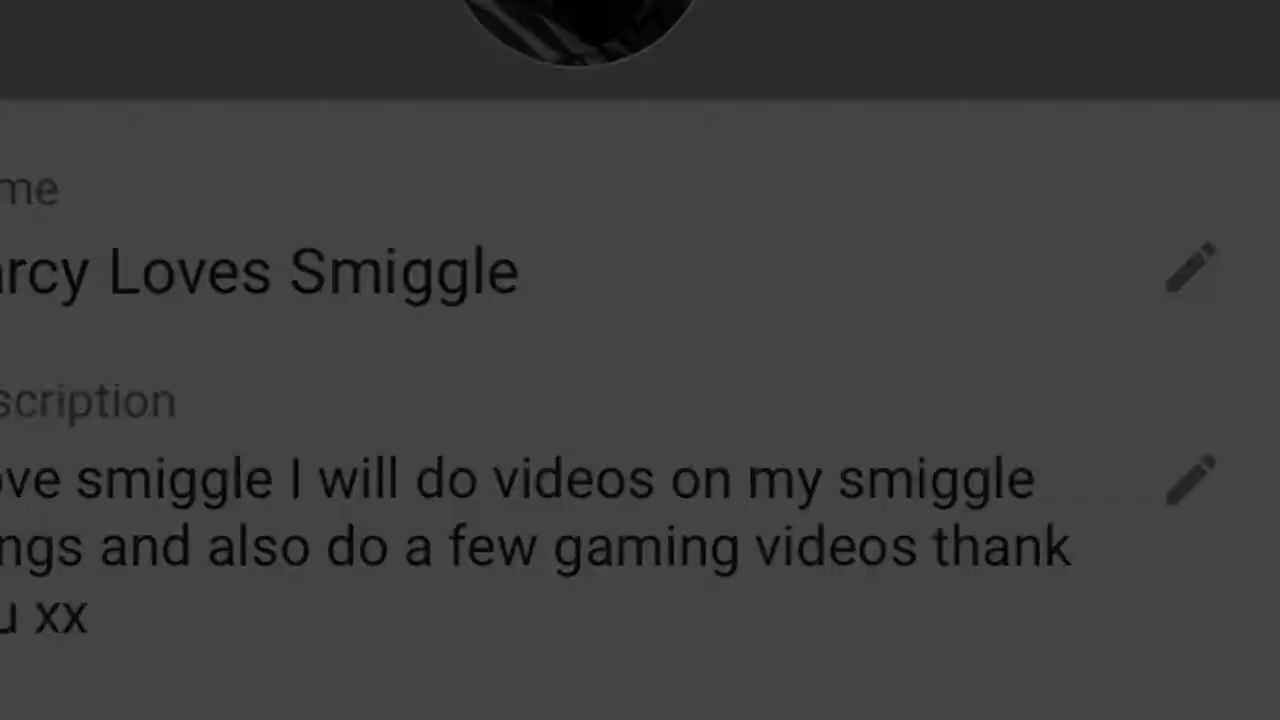 me
rcy Loves Smiggle
scription
ve smiggle I will do videos on my smiggle
ngs and also do a few gaming videos thank
u xx